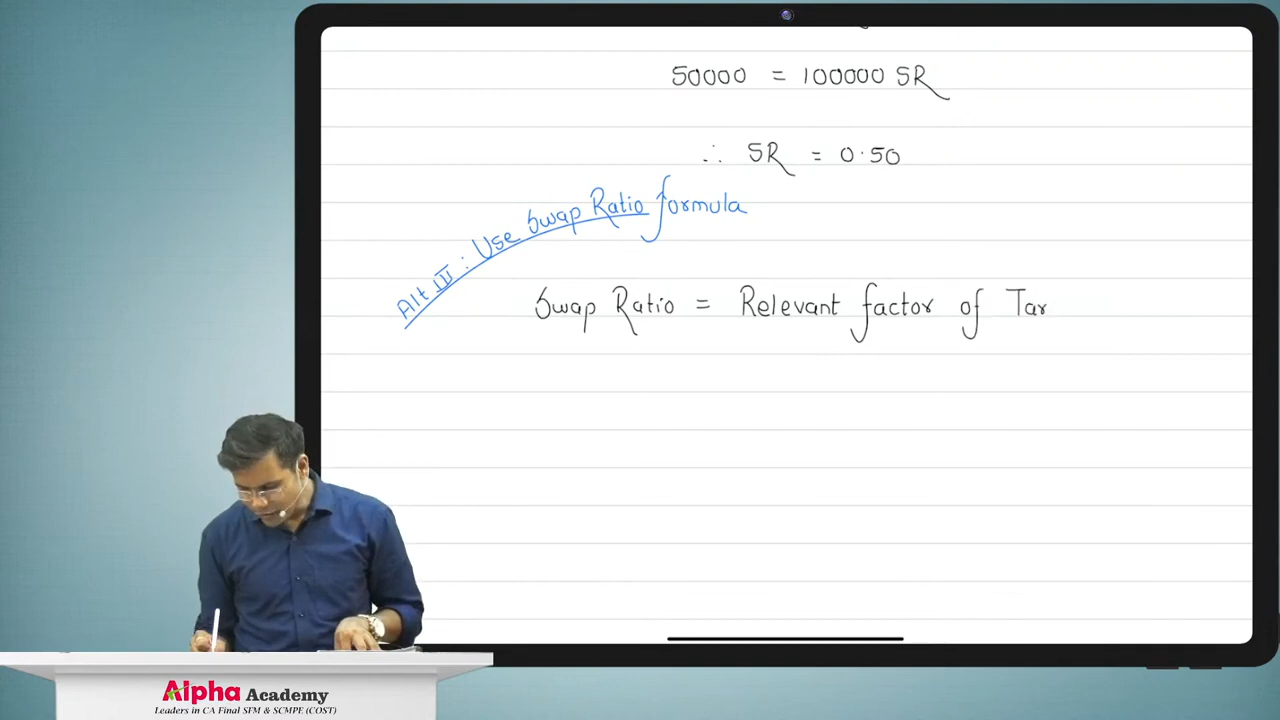 50000 = 100000 SR
∴ SR = 0.50
Alt III : Use Swap Ratio formula
Swap Ratio = Relevant factor of Tar
Alpha Academy
Leaders in CA Final SFM & SCMPE (COST)